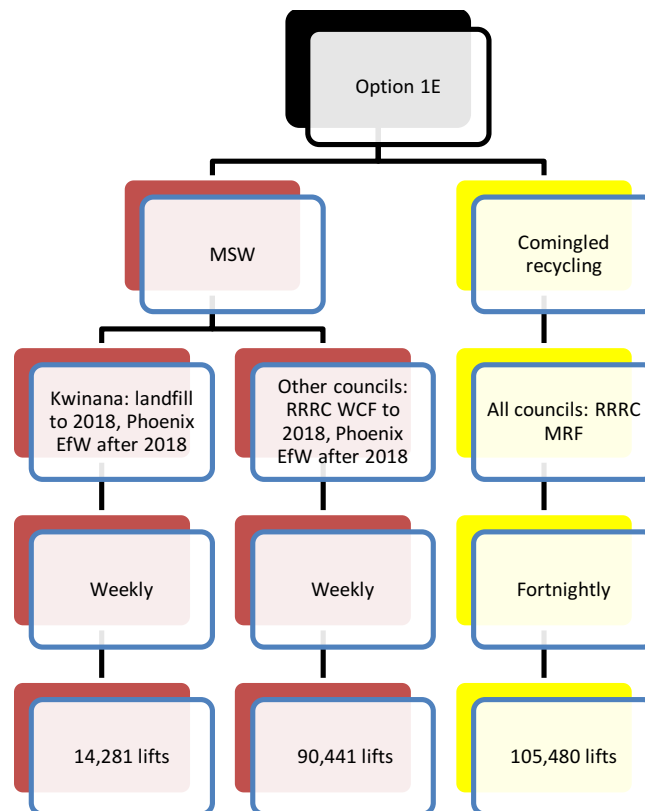 Option 1E
MSW
Comingled
recycling
Kwinana: landfill
to 2018, Phoenix
EfW after 2018
Other councils:
RRRC WCF to
2018, Phoenix
EfW after 2018
All councils: RRRC
MRF
Weekly
Weekly
Fortnightly
14,281 lifts
90,441 lifts
105,480 lifts